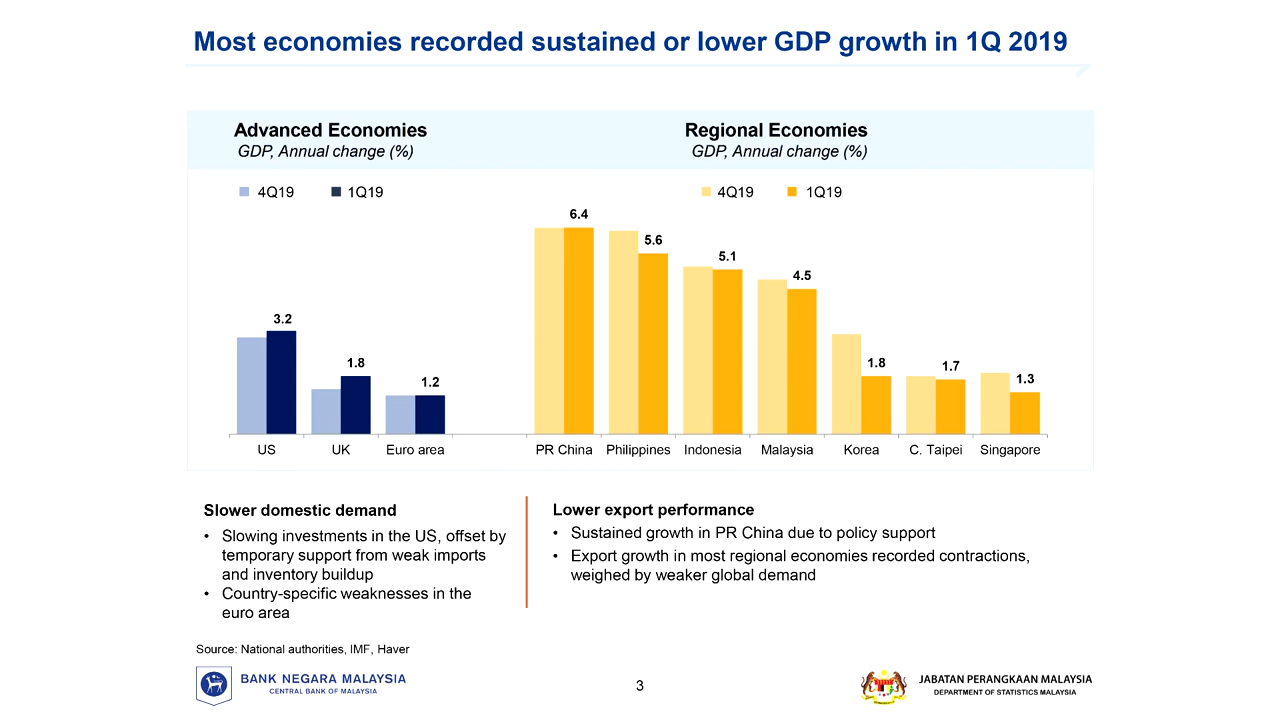 Most economies recorded sustained or lower GDP growth in 1Q 2019
Advanced Economies
GDP, Annual change (%)
Regional Economies
GDP, Annual change (%)
4Q19
1Q19
4Q19
1Q19
3.2
1.8
1.2
6.4
5.6
5.1
4.5
1.8
1.7
1.3
US
UK
Euro area
PR China
Philippines
Indonesia
Malaysia
Korea
C. Taipei
Singapore
Slower domestic demand
• Slowing investments in the US, offset by
temporary support from weak imports
and inventory buildup
• Country-specific weaknesses in the
euro area
Lower export performance
• Sustained growth in PR China due to policy support
• Export growth in most regional economies recorded contractions,
weighed by weaker global demand
Source: National authorities, IMF, Haver
BANK NEGARA MALAYSIA
CENTRAL BANK OF MALAYSIA
3
JABATAN PERANGKAAN MALAYSIA
DEPARTMENT OF STATISTICS MALAYSIA